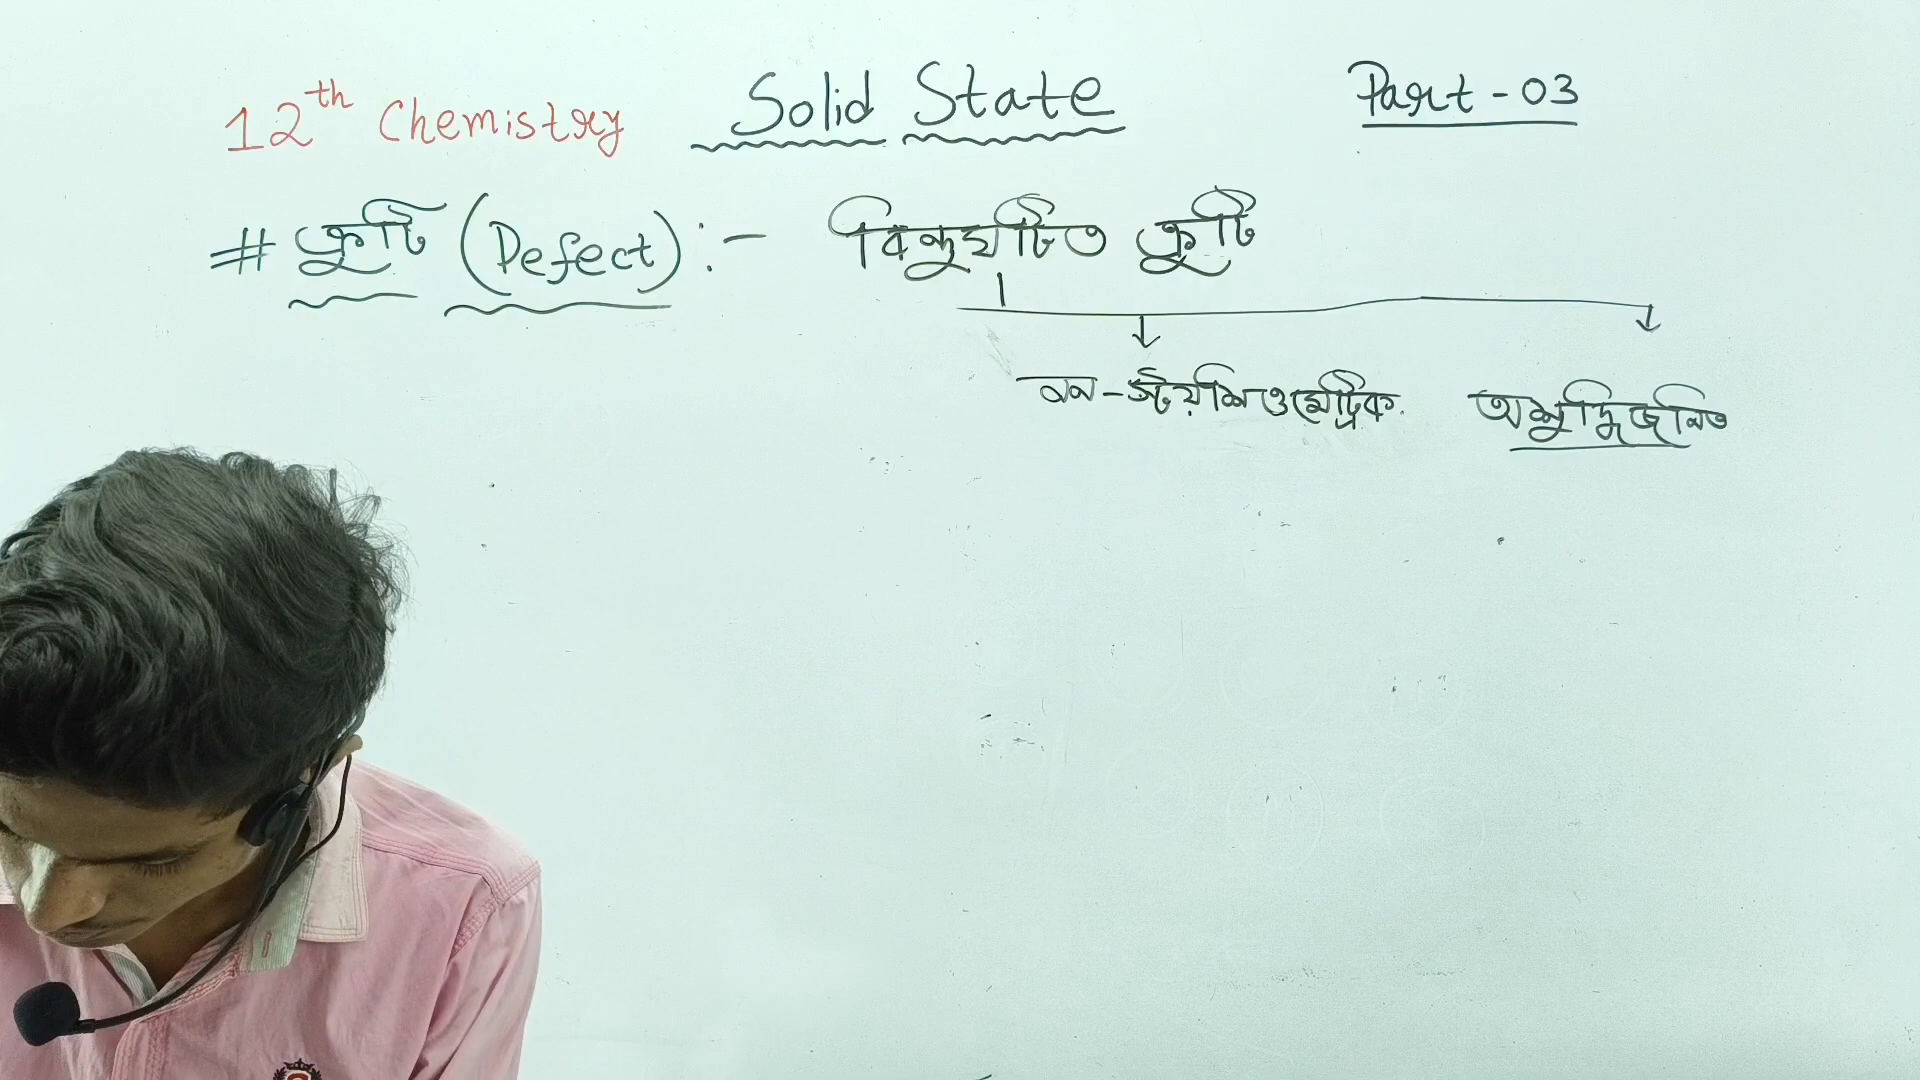 12th Chemistry Solid State Part - 03
# ত্রুটি (Defect) :- বিন্দুঘটিত ত্রুটি
নন-স্টয়শিওমেট্রিক অশুদ্ধিজনিত